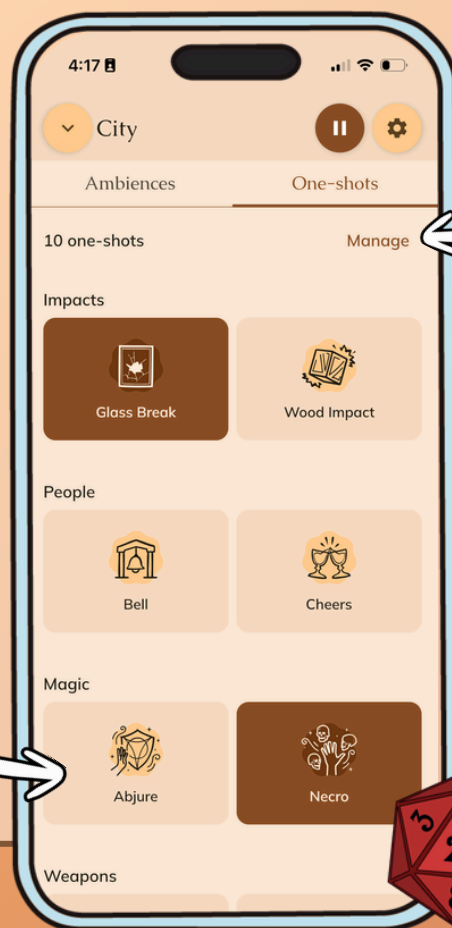 4:17
City
Ambiences One-shots
10 one-shots Manage
Impacts
Glass Break Wood Impact
People
Bell Cheers
Magic
Abjure Necro
Weapons
3